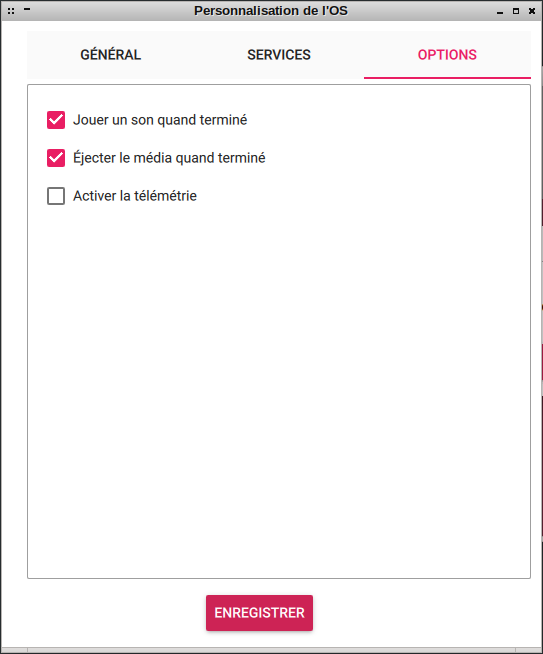 Personnalisation de l'OS
GÉNÉRAL SERVICES OPTIONS
Jouer un son quand terminé
Éjecter le média quand terminé
Activer la télémétrie
ENREGISTRER